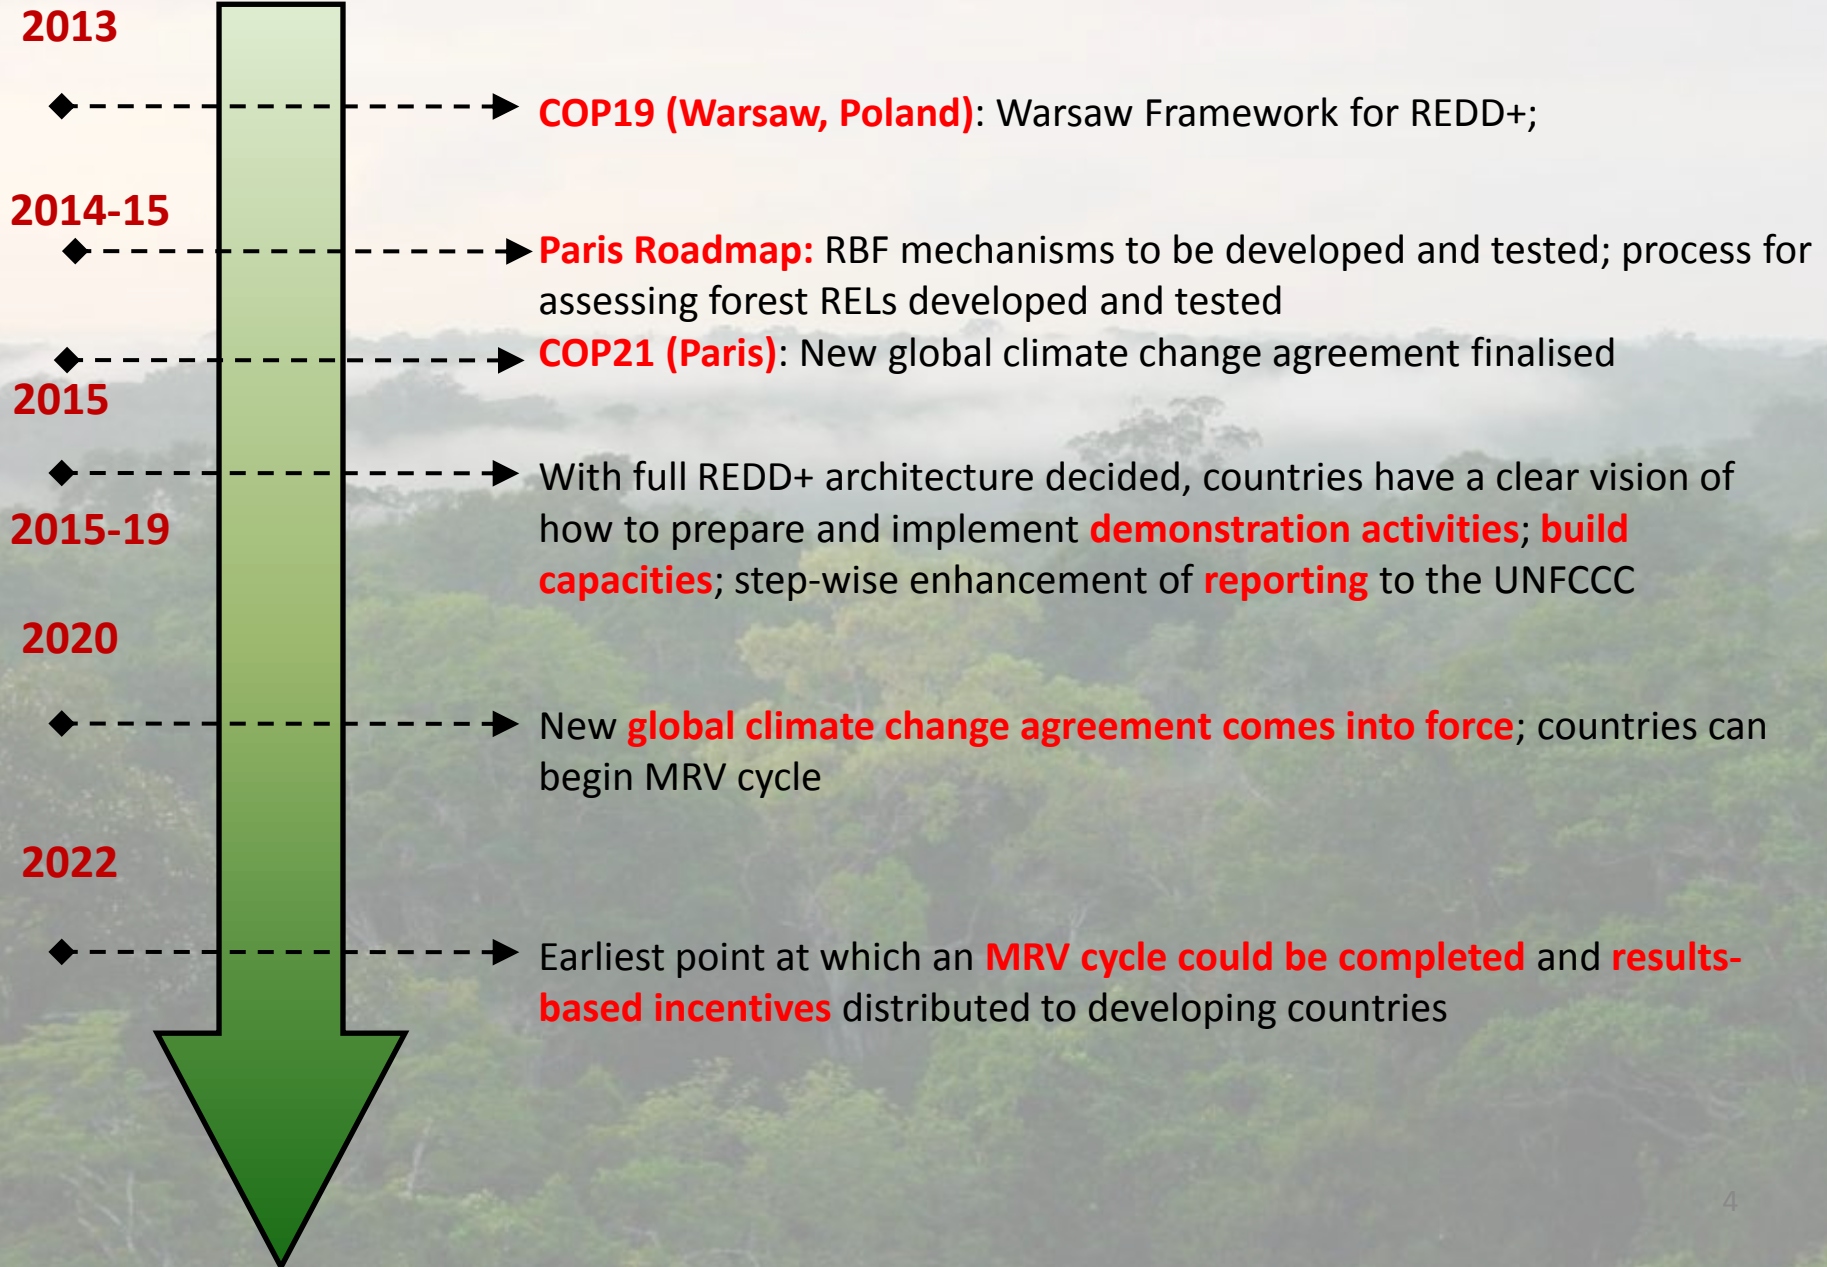 2013
COP19 (Warsaw, Poland): Warsaw Framework for REDD+;
2014-15
Paris Roadmap: RBF mechanisms to be developed and tested; process for
assessing forest RELs developed and tested
COP21 (Paris): New global climate change agreement finalised
2015
With full REDD+ architecture decided, countries have a clear vision of
2015-19
how to prepare and implement demonstration activities; build
capacities; step-wise enhancement of reporting to the UNFCCC
2020
New global climate change agreement comes into force; countries can
begin MRV cycle
2022
Earliest point at which an MRV cycle could be completed and results-
based incentives distributed to developing countries
4